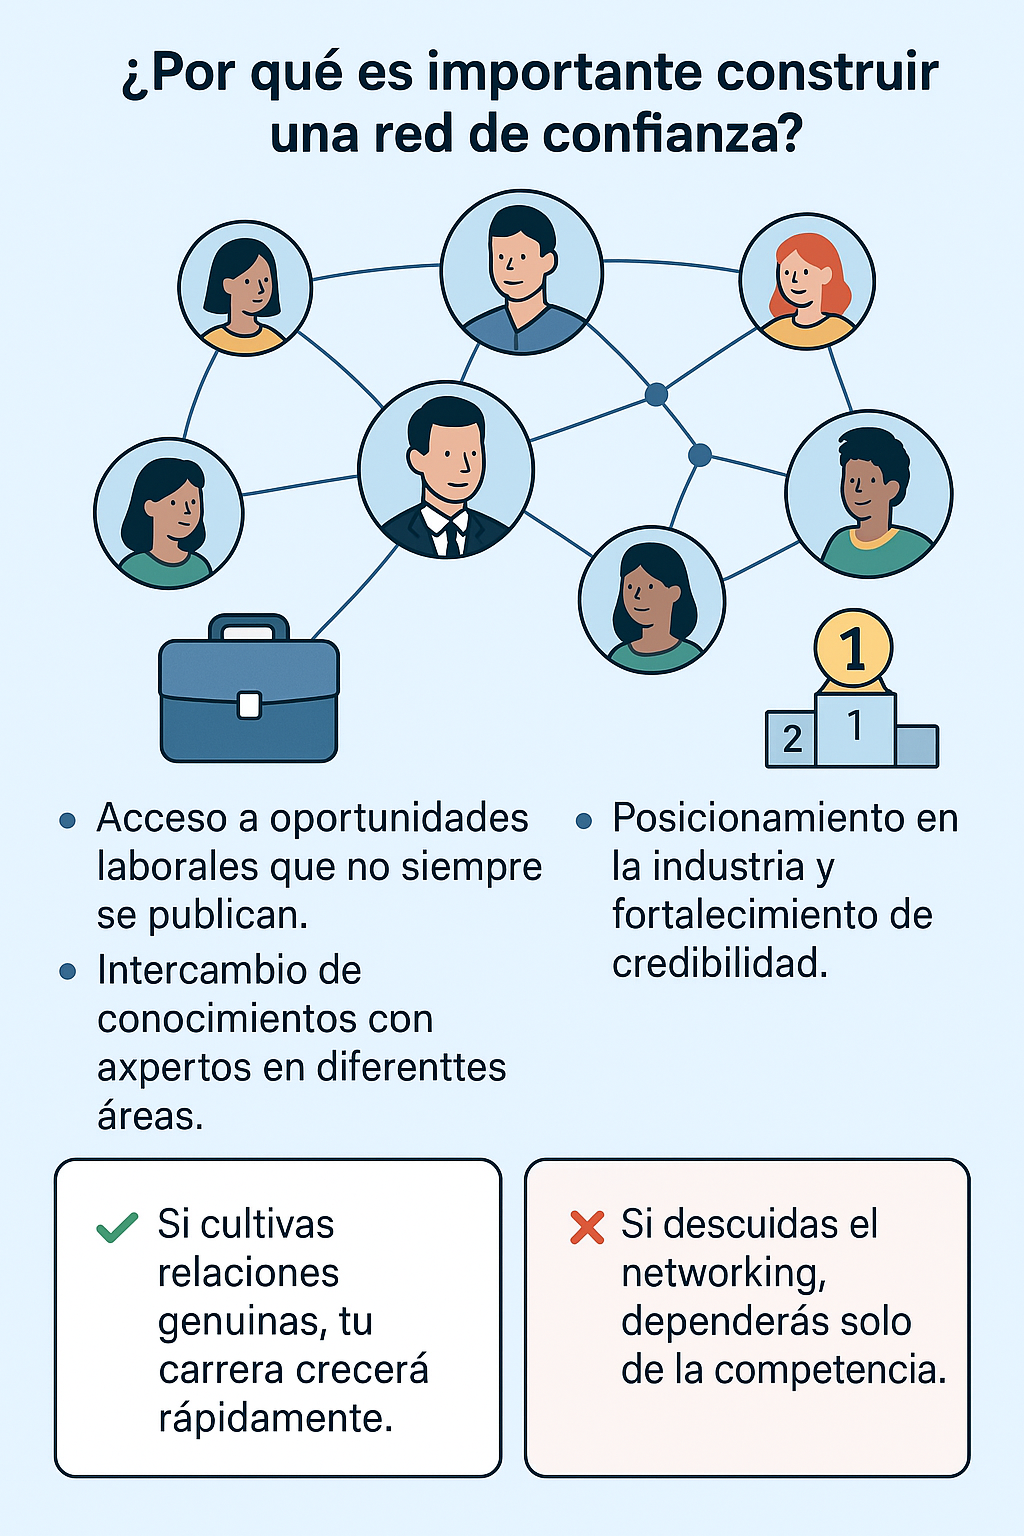 ¿Por qué es importante construir
una red de confianza?
1
2
1
• Acceso a oportunidades
laborales que no siempre
se publican.
• Intercambio de
conocimientos con
axpertos en diferenttes
áreas.
• Posicionamiento en
la industria y
fortalecimiento de
credibilidad.
Si cultivas
relaciones
genuinas, tu
carrera crecerá
rápidamente.
Si descuidas el
networking,
dependerás solo
de la competencia.